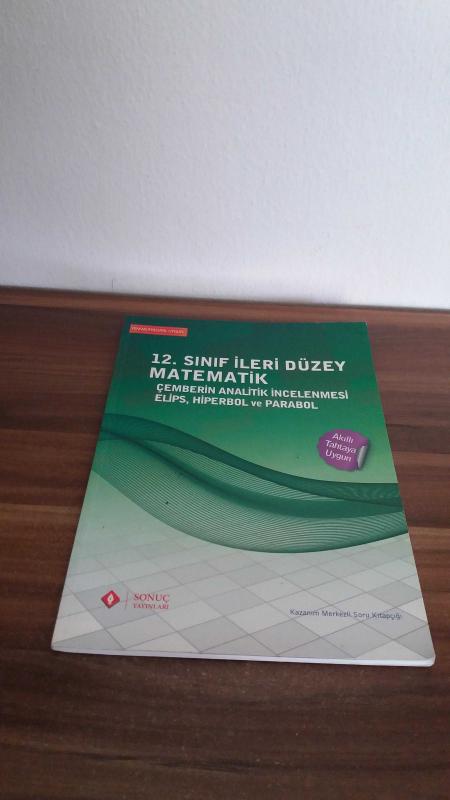 12. SINIF İLERİ DÜZEY
MATEMATİK
ÇEMBERİN ANALİTİK İNCELENMESİ
ELİPS, HİPERBOL ve PARABOL
Akıllı
Tahtaya
Uygun
SONUÇ
YAYINLARI
Kazanım Merkezli Soru Kitapçığı